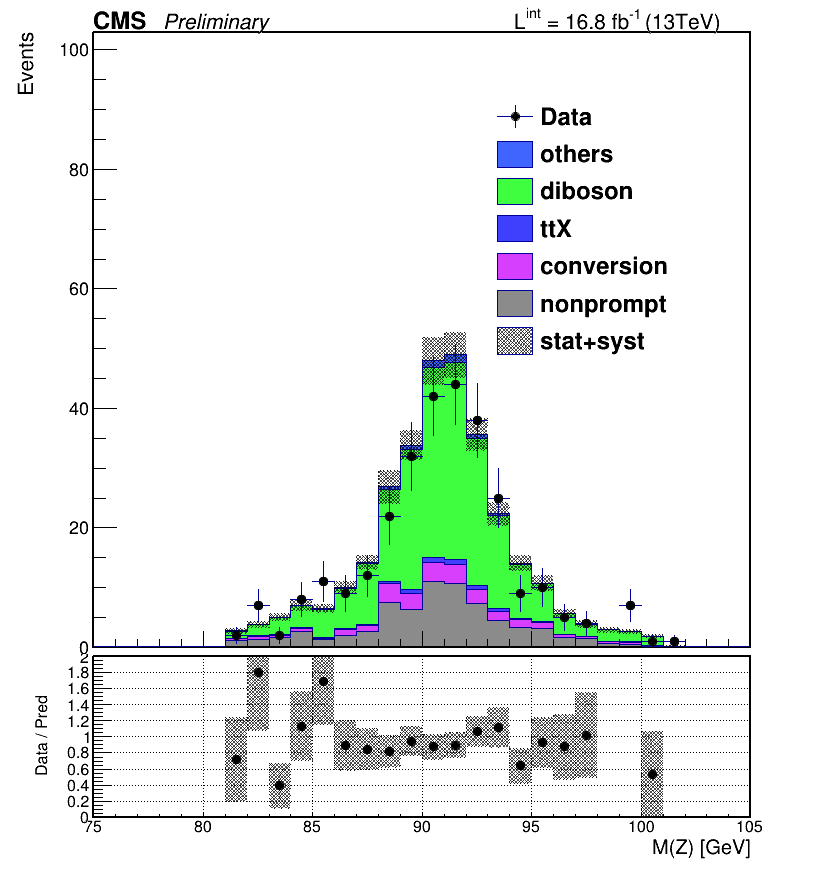 CMS Preliminary L^int = 16.8 fb^-1 (13TeV)
Events
100
80
60
40
20
0
Data
others
diboson
ttX
conversion
nonprompt
stat+syst
Data / Pred
2
1.8
1.6
1.4
1.2
1
0.8
0.6
0.4
0.2
0
75 80 85 90 95 100 105
M(Z) [GeV]